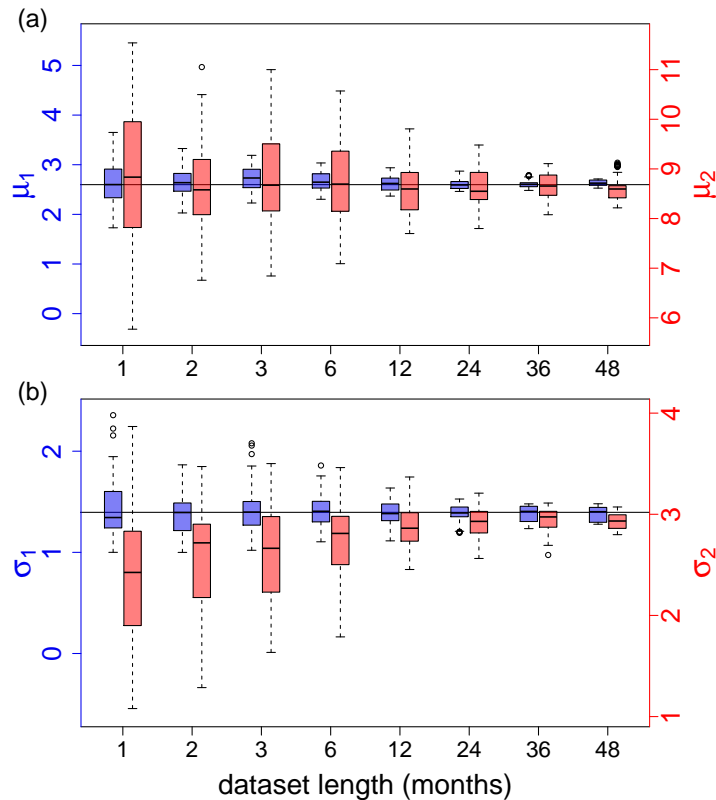 (a)
μ1
0 1 2 3 4 5
μ2
6 7 8 9 10 11
1 2 3 6 12 24 36 48
(b)
σ1
0 1 2
σ2
1 2 3 4
1 2 3 6 12 24 36 48
dataset length (months)